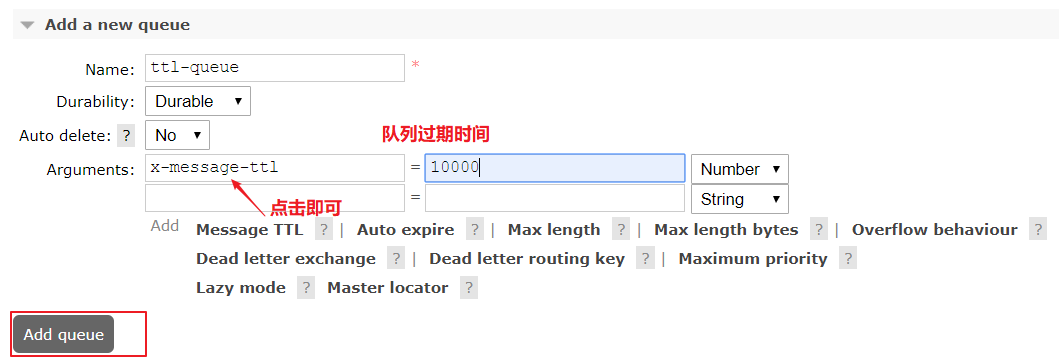 Add a new queue
Name: ttl-queue *
Durability: Durable
Auto delete: ? No
队列过期时间
Arguments: x-message-ttl = 10000 Number
= String
点击即可
Add Message TTL ? | Auto expire ? | Max length ? | Max length bytes ? | Overflow behaviour ?
Dead letter exchange ? | Dead letter routing key ? | Maximum priority ?
Lazy mode ? Master locator ?
Add queue